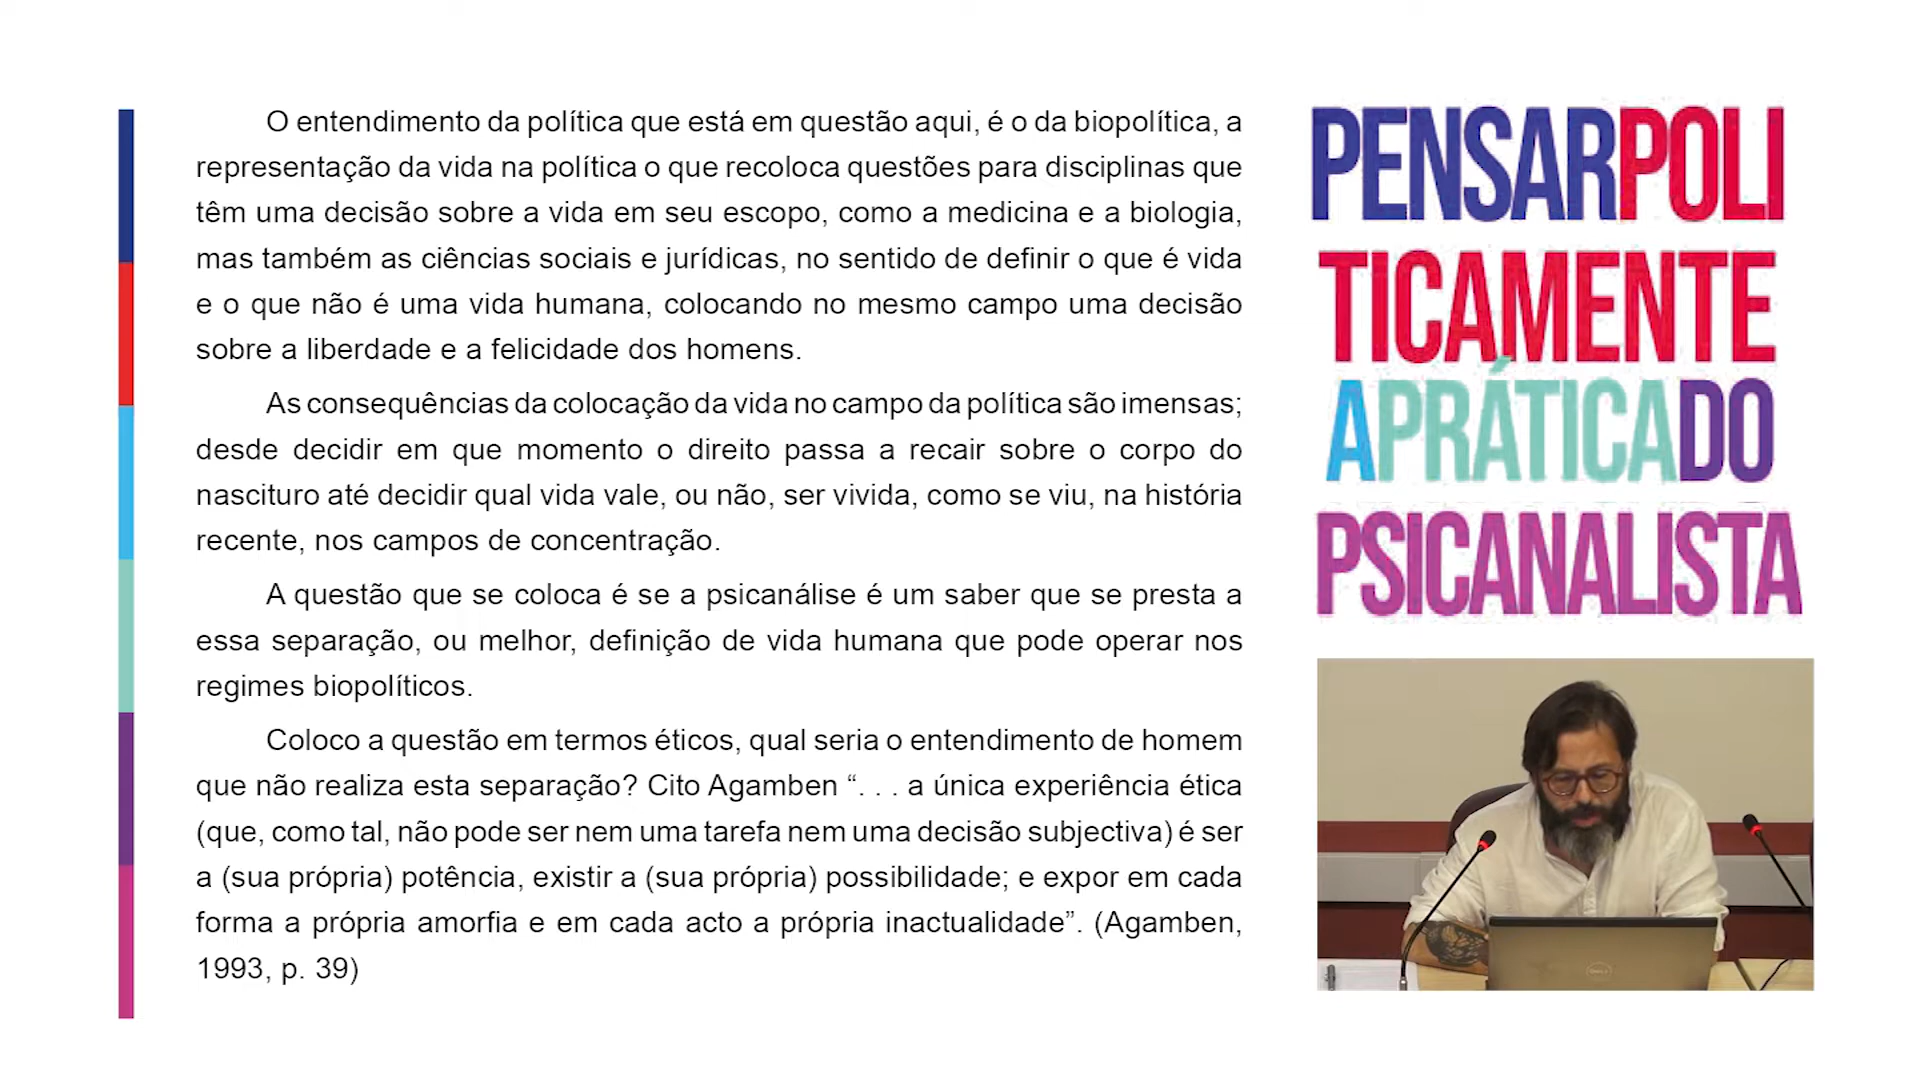 O entendimento da política que está em questão aqui, é o da biopolítica, a
representação da vida na política o que recoloca questões para disciplinas que
têm uma decisão sobre a vida em seu escopo, como a medicina e a biologia,
mas também as ciências sociais e jurídicas, no sentido de definir o que é vida
e o que não é uma vida humana, colocando no mesmo campo uma decisão
sobre a liberdade e a felicidade dos homens.
As consequências da colocação da vida no campo da política são imensas;
desde decidir em que momento o direito passa a recair sobre o corpo do
nascituro até decidir qual vida vale, ou não, ser vivida, como se viu, na história
recente, nos campos de concentração.
A questão que se coloca é se a psicanálise é um saber que se presta a
essa separação, ou melhor, definição de vida humana que pode operar nos
regimes biopolíticos.
Coloco a questão em termos éticos, qual seria o entendimento de homem
que não realiza esta separação? Cito Agamben “. . . a única experiência ética
(que, como tal, não pode ser nem uma tarefa nem uma decisão subjectiva) é ser
a (sua própria) potência, existir a (sua própria) possibilidade; e expor em cada
forma a própria amorfia e em cada acto a própria inactualidade”. (Agamben,
1993, p. 39)
PENSARPOLI
TICAMENTE
APRÁTICADO
PSICANALISTA
DELL